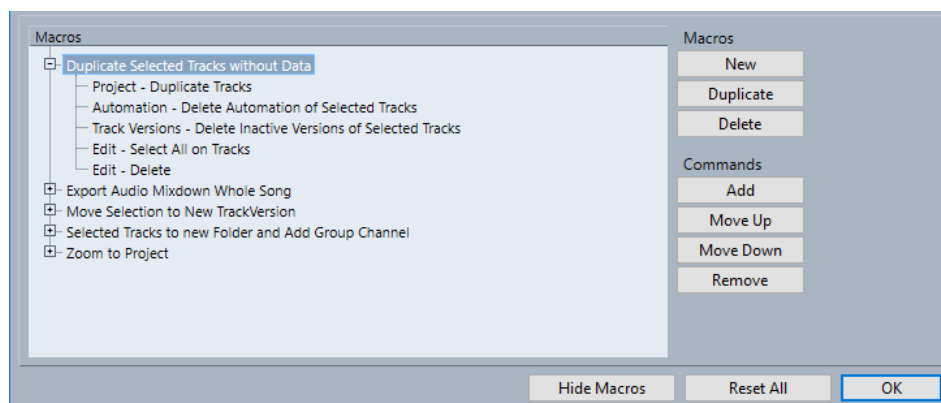 Macros
Duplicate Selected Tracks without Data
Project - Duplicate Tracks
Automation - Delete Automation of Selected Tracks
Track Versions - Delete Inactive Versions of Selected Tracks
Edit - Select All on Tracks
Edit - Delete
Export Audio Mixdown Whole Song
Move Selection to New TrackVersion
Selected Tracks to new Folder and Add Group Channel
Zoom to Project
Macros
New
Duplicate
Delete
Commands
Add
Move Up
Move Down
Remove
Hide Macros
Reset All
OK